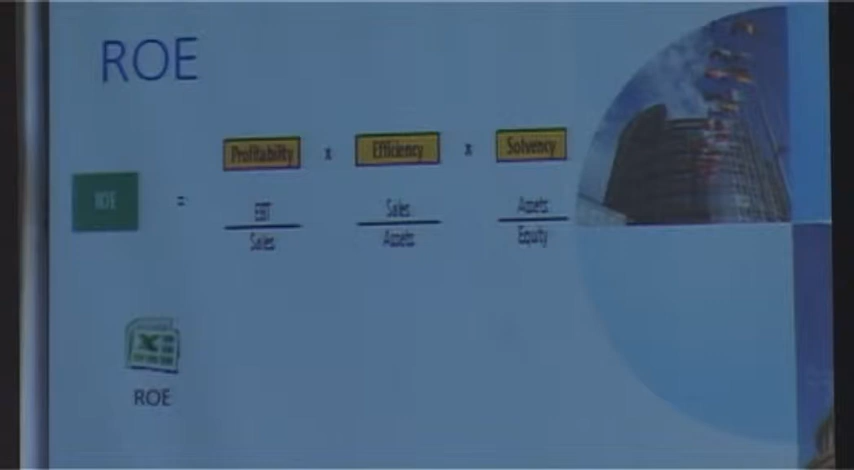 ROE
Profitability x Efficiency x Solvency
ROE =
EBT Sales Assets
Sales Assets Equity
ROE